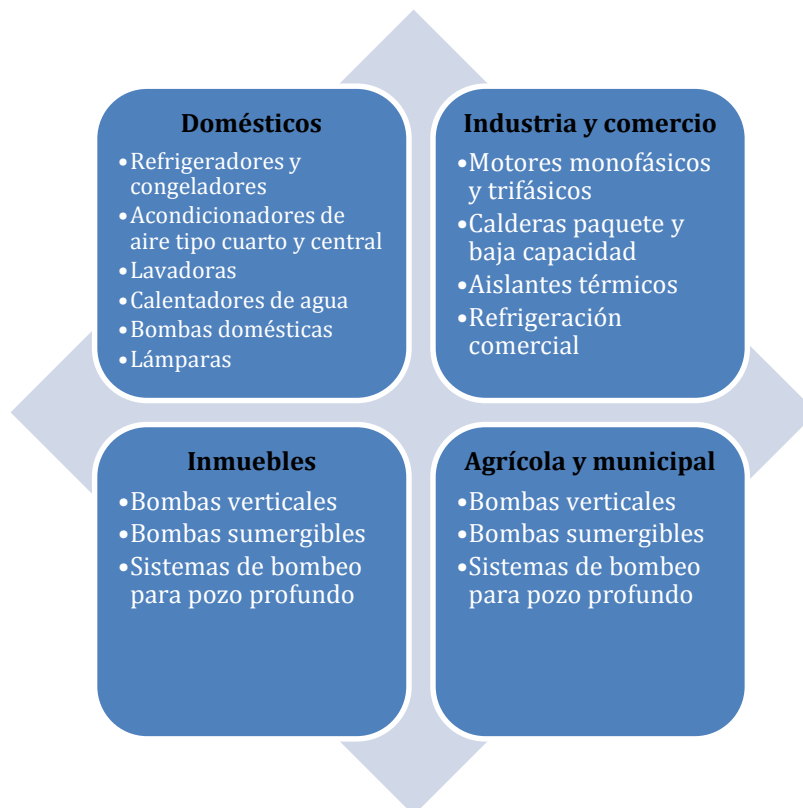 Domésticos
•Refrigeradores y
congeladores
•Acondicionadores de
aire tipo cuarto y central
•Lavadoras
•Calentadores de agua
•Bombas domésticas
•Lámparas
Industria y comercio
•Motores monofásicos
y trifásicos
•Calderas paquete y
baja capacidad
•Aislantes térmicos
•Refrigeración
comercial
Inmuebles
•Bombas verticales
•Bombas sumergibles
•Sistemas de bombeo
para pozo profundo
Agrícola y municipal
•Bombas verticales
•Bombas sumergibles
•Sistemas de bombeo
para pozo profundo